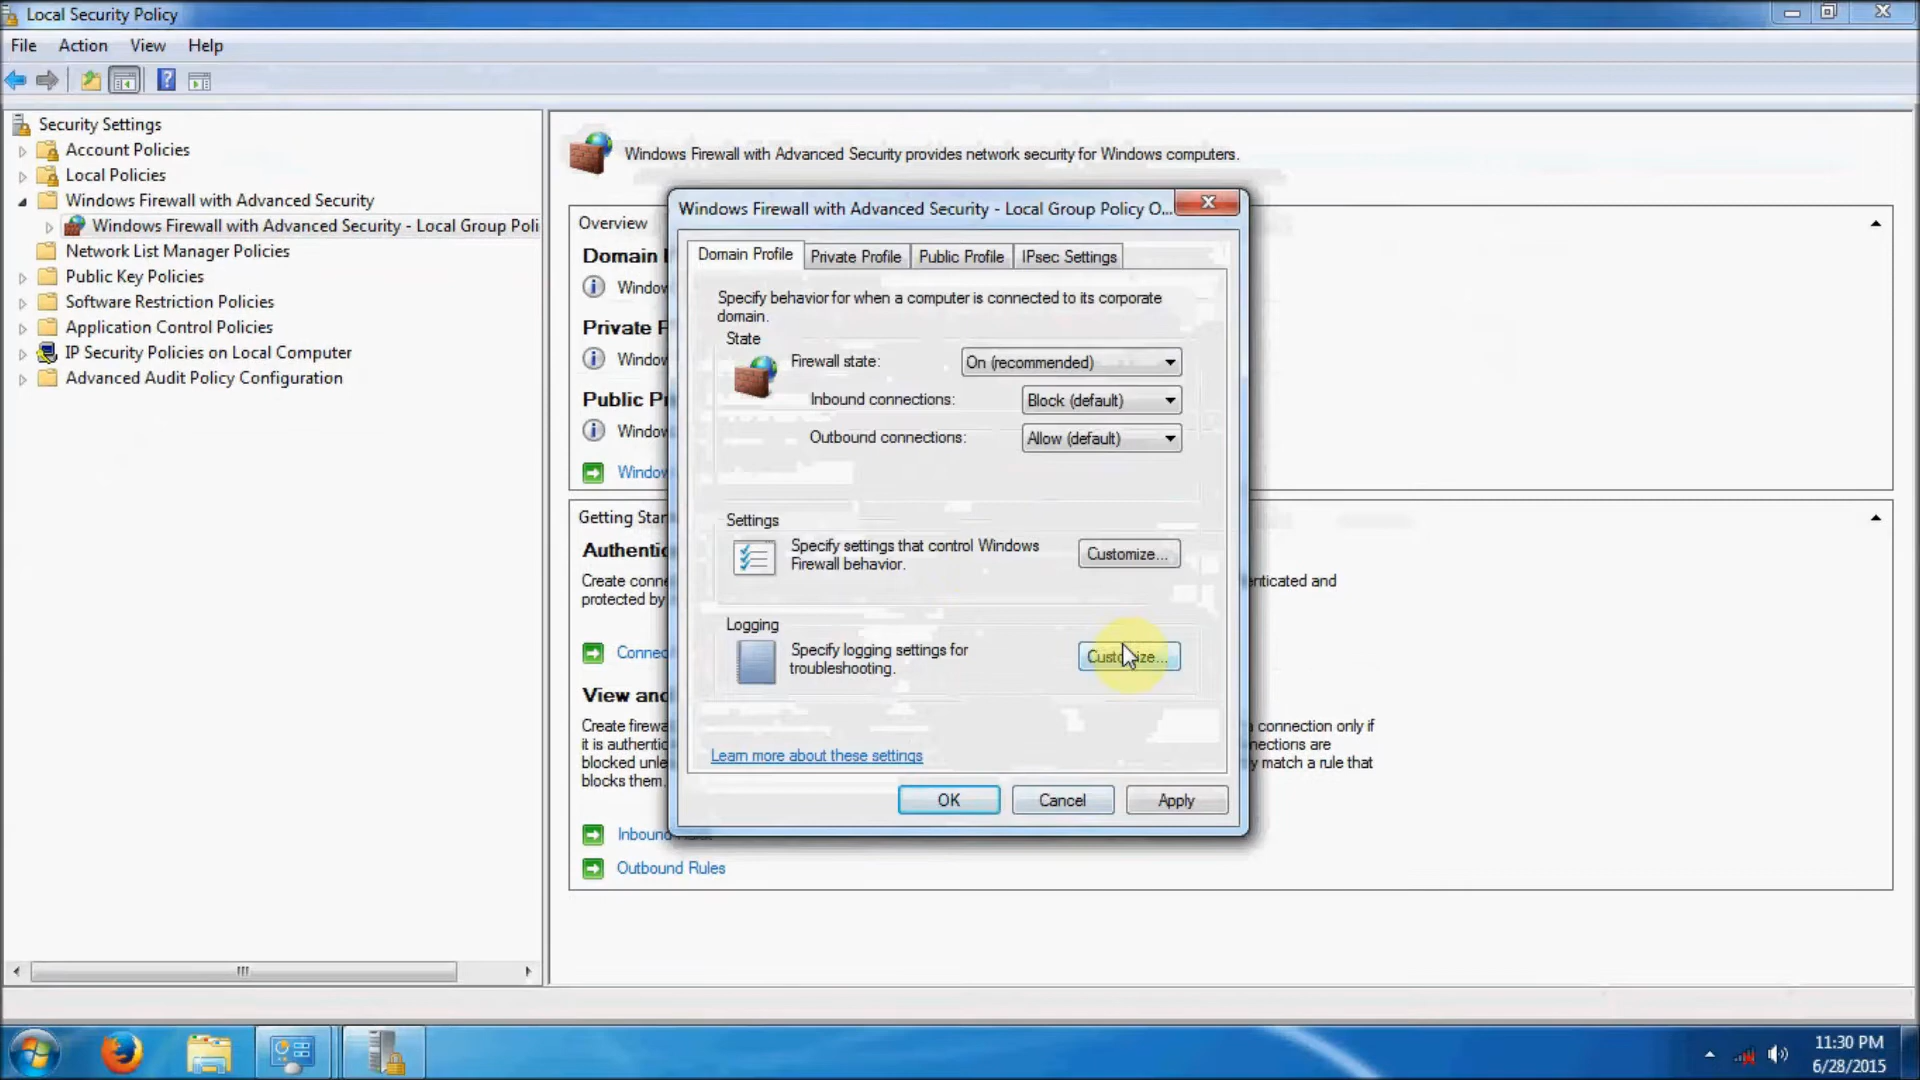 Local Security Policy
File Action View Help
Security Settings
Account Policies
Local Policies
Windows Firewall with Advanced Security
Windows Firewall with Advanced Security - Local Group Poli
Network List Manager Policies
Public Key Policies
Software Restriction Policies
Application Control Policies
IP Security Policies on Local Computer
Advanced Audit Policy Configuration
Windows Firewall with Advanced Security provides network security for Windows computers.
Overview
Domain
Window
Private
Window
Public
Window
Window
Getting Star
Authentic
Create conne
protected by
enticated and
Connec
View and
Create firewa
connection only if
it is authentic
nections are
blocked unle
y match a rule that
blocks them.
Inbound
Outbound Rules
Windows Firewall with Advanced Security - Local Group Policy O...
Domain Profile Private Profile Public Profile IPsec Settings
Specify behavior for when a computer is connected to its corporate
domain.
State
Firewall state: On (recommended)
Inbound connections: Block (default)
Outbound connections: Allow (default)
Settings
Specify settings that control Windows
Firewall behavior.
Customize...
Logging
Specify logging settings for
troubleshooting.
Customize...
Learn more about these settings
OK Cancel Apply
11:30 PM
6/28/2015